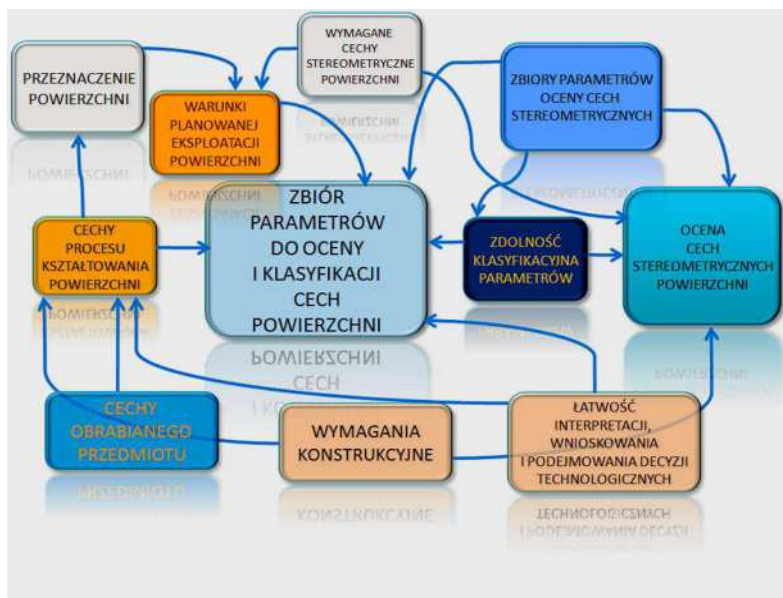 PRZEZNACZENIE
POWIERZCHNI
WARUNKI
PLANOWANEJ
EKSPLOATACJI
POWIERZCHNI
WYMAGANE
CECHY
STEREOMETRYCZNE
POWIERZCHNI
ZBIORY PARAMETRÓW
OCENY CECH
STEREOMETRYCZNYCH
CECHY
PROCESU
KSZTAŁTOWANIA
POWIERZCHNI
ZBIÓR
PARAMETRÓW
DO OCENY
I KLASYFIKACJI
CECH
POWIERZCHNI
ZDOLNOŚĆ
KLASYFIKACYJNA
PARAMETRÓW
OCENA
CECH
STEREOMETRYCZNYCH
POWIERZCHNI
CECHY
OBRABIANEGO
PRZEDMIOTU
WYMAGANIA
KONSTRUKCYJNE
ŁATWOŚĆ
INTERPRETACJI,
WNIOSKOWANIA
I PODEJMOWANIA DECYZJI
TECHNOLOGICZNYCH